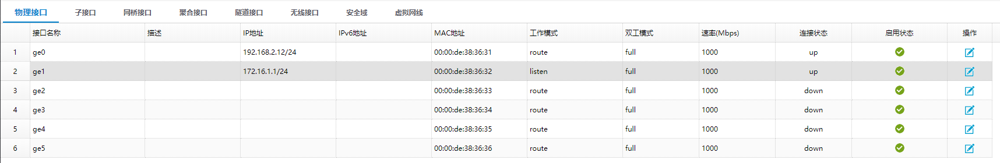 物理接口 子接口 网桥接口 聚合接口 隧道接口 无线接口 安全域 虚拟网线
接口名称 描述 IP地址 IPv6地址 MAC地址 工作模式 双工模式 速率(Mbps) 连接状态 启用状态 操作
1 ge0 192.168.2.12/24 00:00:de:38:36:31 route full 1000 up
2 ge1 172.16.1.1/24 00:00:de:38:36:32 listen full 1000 up
3 ge2 00:00:de:38:36:33 route full 1000 down
4 ge3 00:00:de:38:36:34 route full 1000 down
5 ge4 00:00:de:38:36:35 route full 1000 down
6 ge5 00:00:de:38:36:36 route full 1000 down